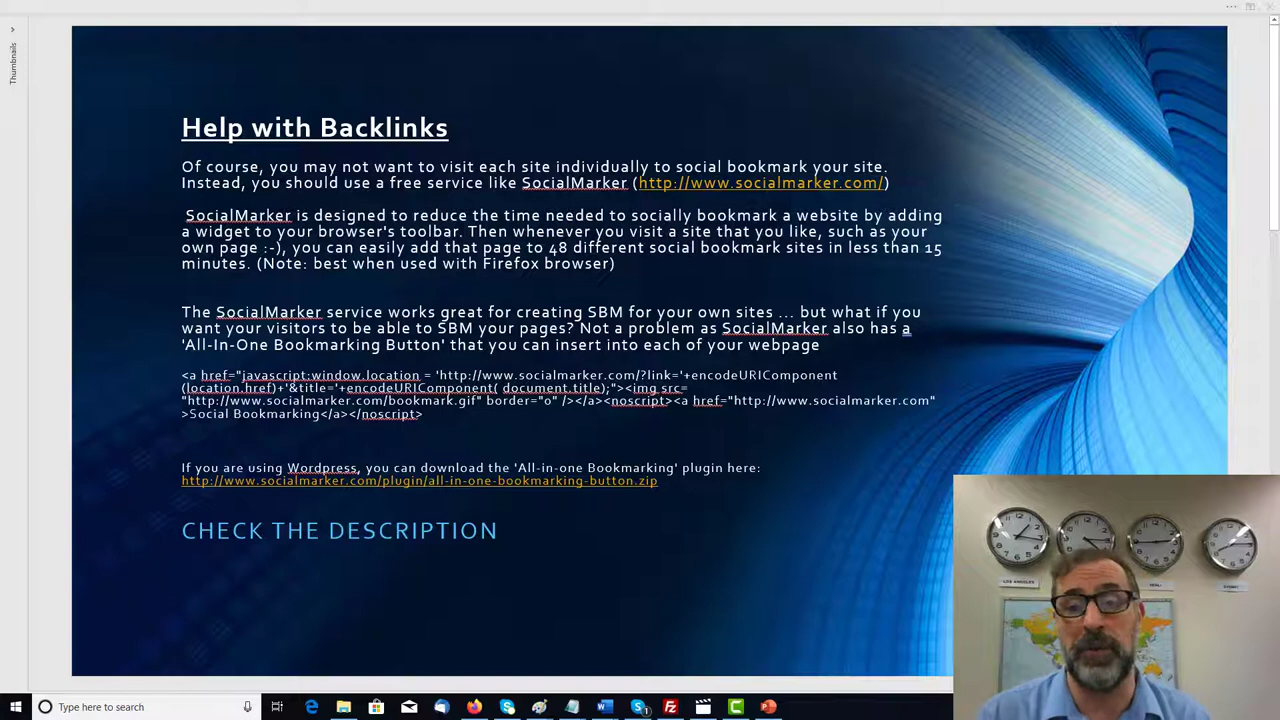 Thumbnails
Help with Backlinks
Of course, you may not want to visit each site individually to social bookmark your site.
Instead, you should use a free service like SocialMarker (http://www.socialmarker.com/)
SocialMarker is designed to reduce the time needed to socially bookmark a website by adding
a widget to your browser's toolbar. Then whenever you visit a site that you like, such as your
own page :-), you can easily add that page to 48 different social bookmark sites in less than 15
minutes. (Note: best when used with Firefox browser)
The SocialMarker service works great for creating SBM for your own sites ... but what if you
want your visitors to be able to SBM your pages? Not a problem as SocialMarker also has a
'All-In-One Bookmarking Button' that you can insert into each of your webpage
<a href="javascript:window.location = 'http://www.socialmarker.com/?link='+encodeURIComponent
(location.href)+'&title='+encodeURIComponent( document.title);"><img src=
"http://www.socialmarker.com/bookmark.gif" border="0" /></a><noscript><a href="http://www.socialmarker.com"
>Social Bookmarking</a></noscript>
If you are using Wordpress, you can download the 'All-in-one Bookmarking' plugin here:
http://www.socialmarker.com/plugin/all-in-one-bookmarking-button.zip
CHECK THE DESCRIPTION
LOS ANGELES
Type here to search